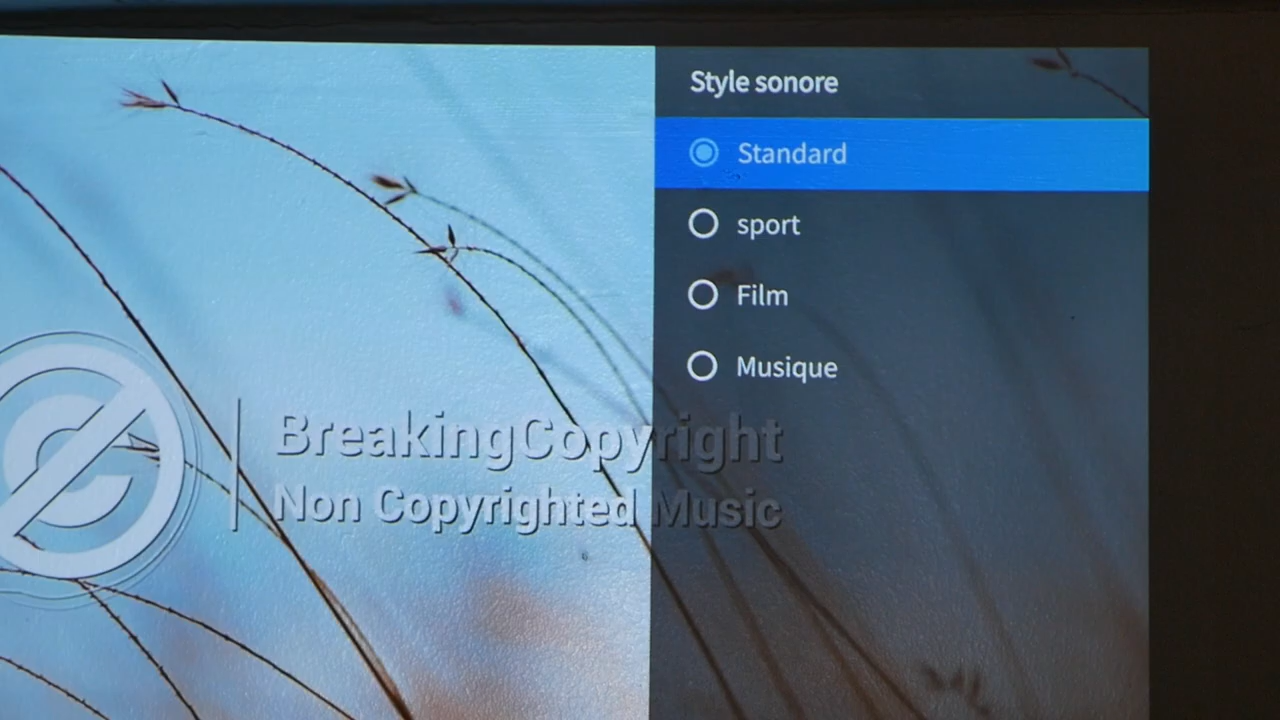 Style sonore
Standard
sport
Film
Musique
BreakingCopyright
Non Copyrighted Music